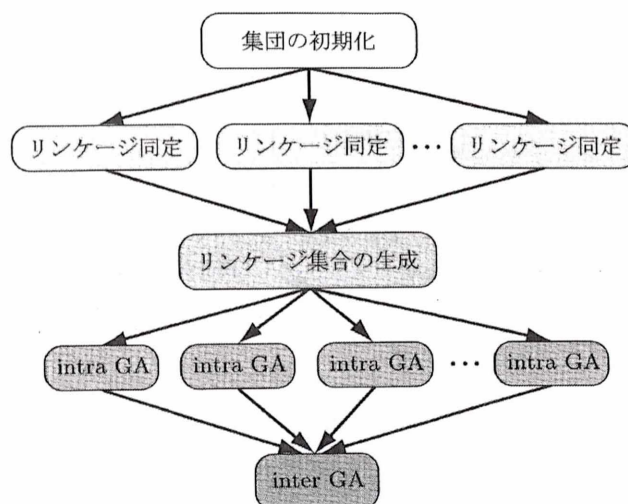 集団の初期化
リンケージ同定
リンケージ同定
･･･
リンケージ同定
リンケージ集合の生成
intra GA
intra GA
intra GA
･･･
intra GA
inter GA